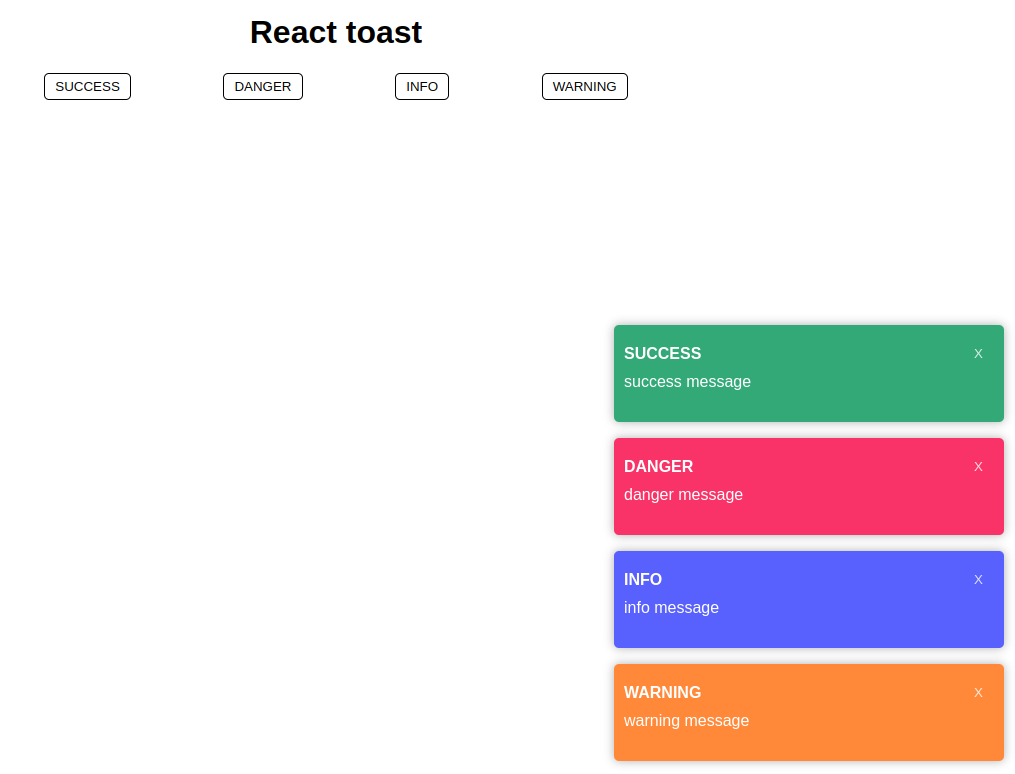 React toast
SUCCESS DANGER INFO WARNING
SUCCESS X
success message
DANGER X
danger message
INFO X
info message
WARNING X
warning message